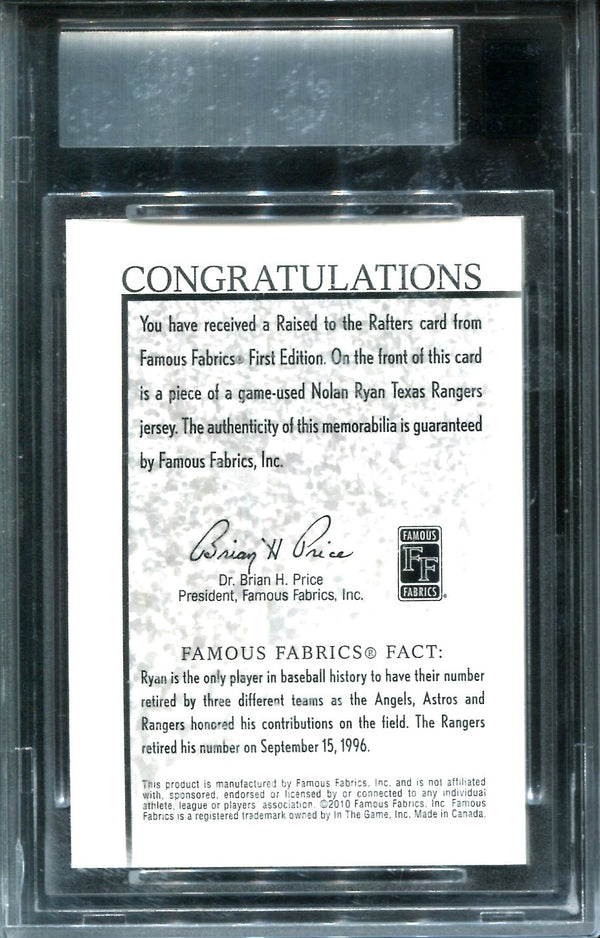 CONGRATULATIONS
You have received a Raised to the Rafters card from
Famous Fabrics® First Edition. On the front of this card
is a piece of a game-used Nolan Ryan Texas Rangers
jersey. The authenticity of this memorabilia is guaranteed
by Famous Fabrics, Inc.
Brian H Price
Dr. Brian H. Price
President, Famous Fabrics, Inc.
FAMOUS
FF
FABRICS®
FAMOUS FABRICS® FACT:
Ryan is the only player in baseball history to have their number
retired by three different teams as the Angels, Astros and
Rangers honored his contributions on the field. The Rangers
retired his number on September 15, 1996.
This product is manufactured by Famous Fabrics, Inc. and is not affiliated
with, sponsored, endorsed or licensed by or connected to any individual
athlete, league or players association. ©2010 Famous Fabrics, Inc. Famous
Fabrics is a registered trademark owned by In The Game, Inc. Made in Canada.